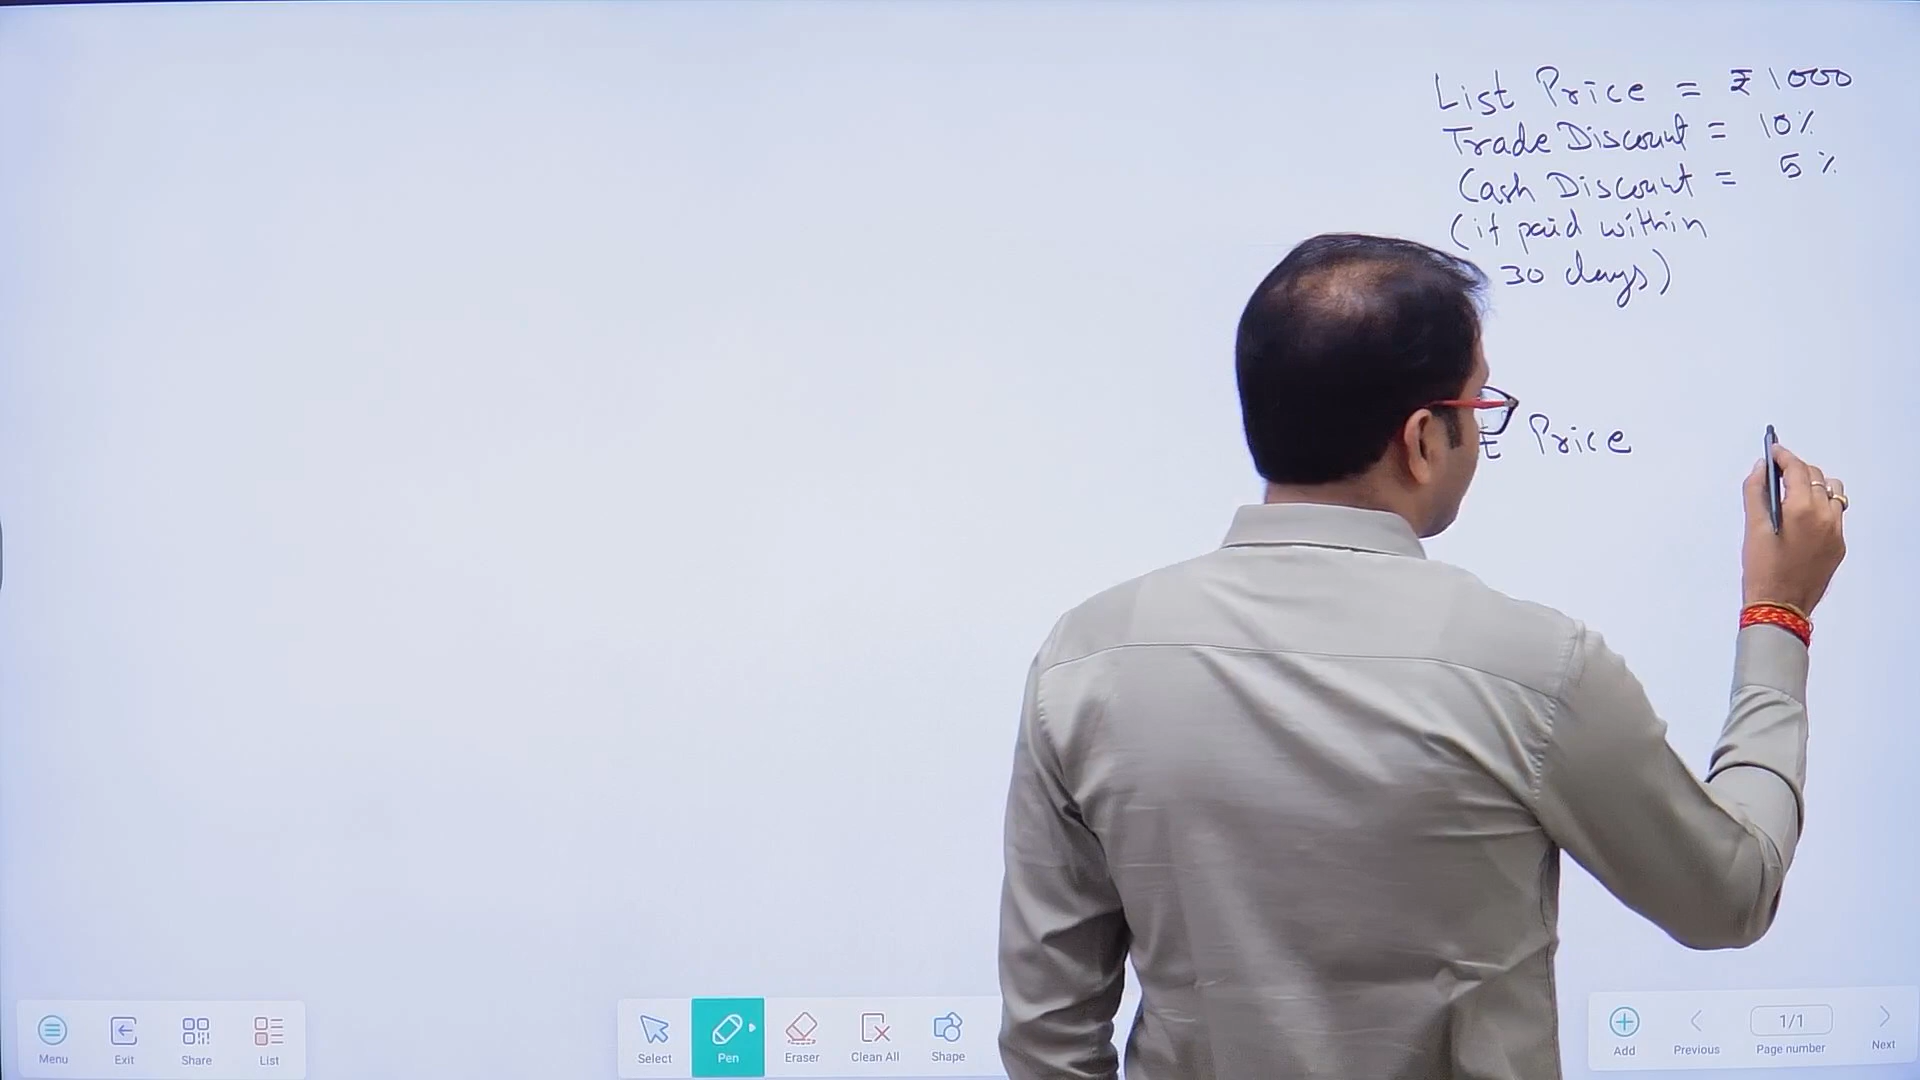 List Price = ₹ 1000
Trade Discount = 10%
Cash Discount = 5%
(if paid within
30 days)
Price
Menu
Exit
Share
List
Select
Pen
Eraser
Clean All
Shape
Add
Previous
1/1
Page number
Next